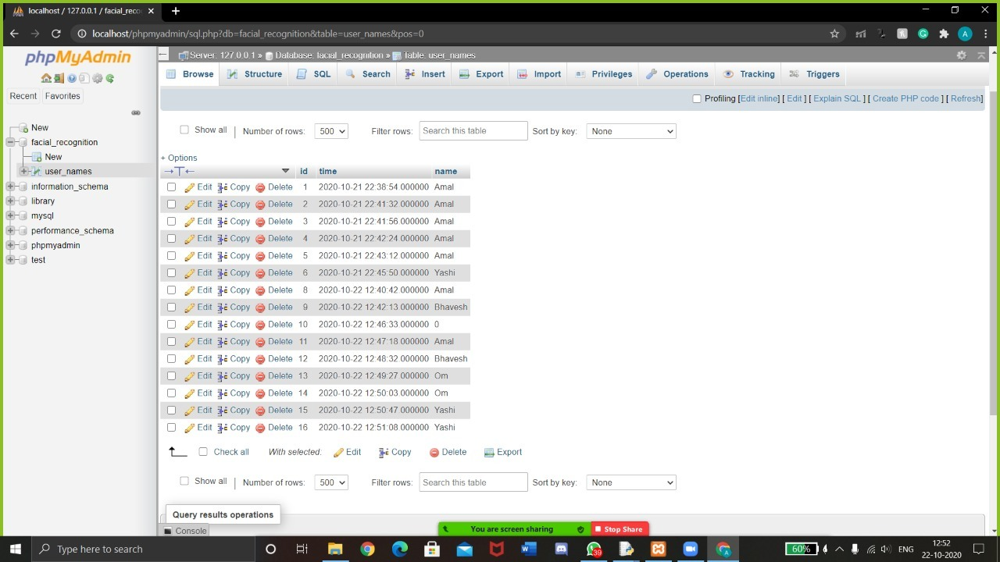 localhost / 127.0.0.1 / facial_reco
localhost/phpmyadmin/sql.php?db=facial_recognition&table=user_names&pos=0
A
phpMyAdmin
Recent
Favorites
New
facial_recognition
New
user_names
information_schema
library
mysql
performance_schema
phpmyadmin
test
Server: 127.0.0.1 » Database: facial_recognition » Table: user_names
Browse Structure SQL Search Insert Export Import Privileges Operations Tracking Triggers
Profiling [Edit inline] [ Edit ] [ Explain SQL ] [ Create PHP code ] [ Refresh]
Show all | Number of rows: 500 Filter rows: Search this table Sort by key: None
+ Options
id time name
Edit Copy Delete 1 2020-10-21 22:38:54.000000 Amal
Edit Copy Delete 2 2020-10-21 22:41:32.000000 Amal
Edit Copy Delete 3 2020-10-21 22:41:56.000000 Amal
Edit Copy Delete 4 2020-10-21 22:42:24.000000 Amal
Edit Copy Delete 5 2020-10-21 22:43:12.000000 Amal
Edit Copy Delete 6 2020-10-21 22:45:50.000000 Yashi
Edit Copy Delete 8 2020-10-22 12:40:42.000000 Amal
Edit Copy Delete 9 2020-10-22 12:42:13.000000 Bhavesh
Edit Copy Delete 10 2020-10-22 12:46:33.000000 0
Edit Copy Delete 11 2020-10-22 12:47:18.000000 Amal
Edit Copy Delete 12 2020-10-22 12:48:32.000000 Bhavesh
Edit Copy Delete 13 2020-10-22 12:49:27.000000 Om
Edit Copy Delete 14 2020-10-22 12:50:03.000000 Om
Edit Copy Delete 15 2020-10-22 12:50:47.000000 Yashi
Edit Copy Delete 16 2020-10-22 12:51:08.000000 Yashi
Check all With selected: Edit Copy Delete Export
Show all | Number of rows: 500 Filter rows: Search this table Sort by key: None
Query results operations
Console
You are screen sharing Stop Share
Type here to search
39
60%
ENG
12:52
22-10-2020